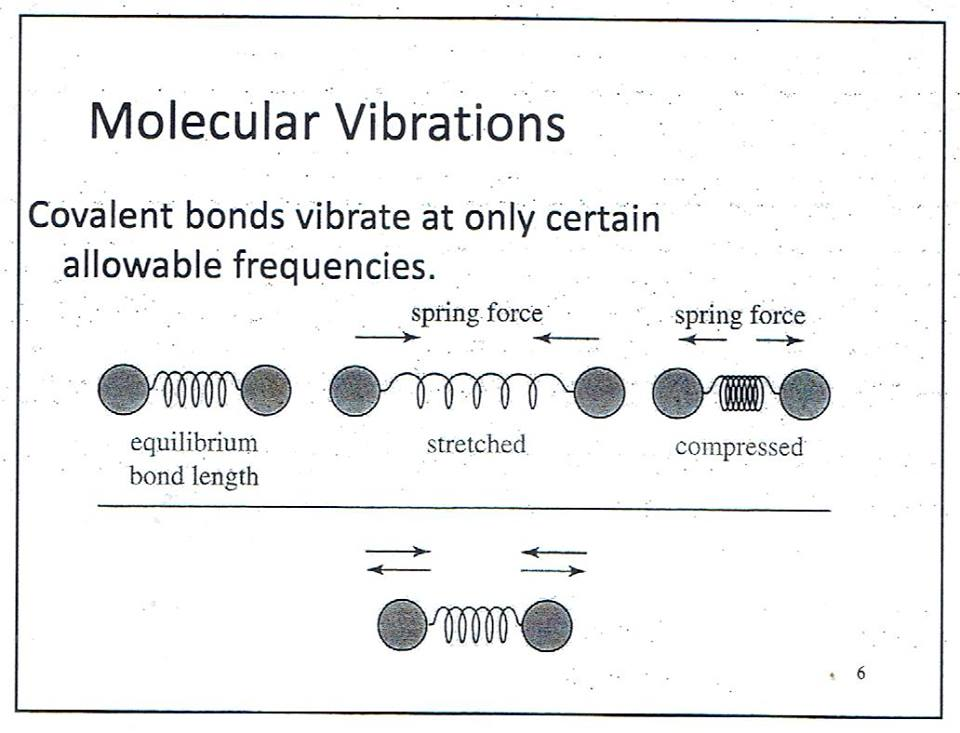 Molecular Vibrations
Covalent bonds vibrate at only certain
allowable frequencies.
spring force
spring force
equilibrium
bond length
stretched
compressed
6